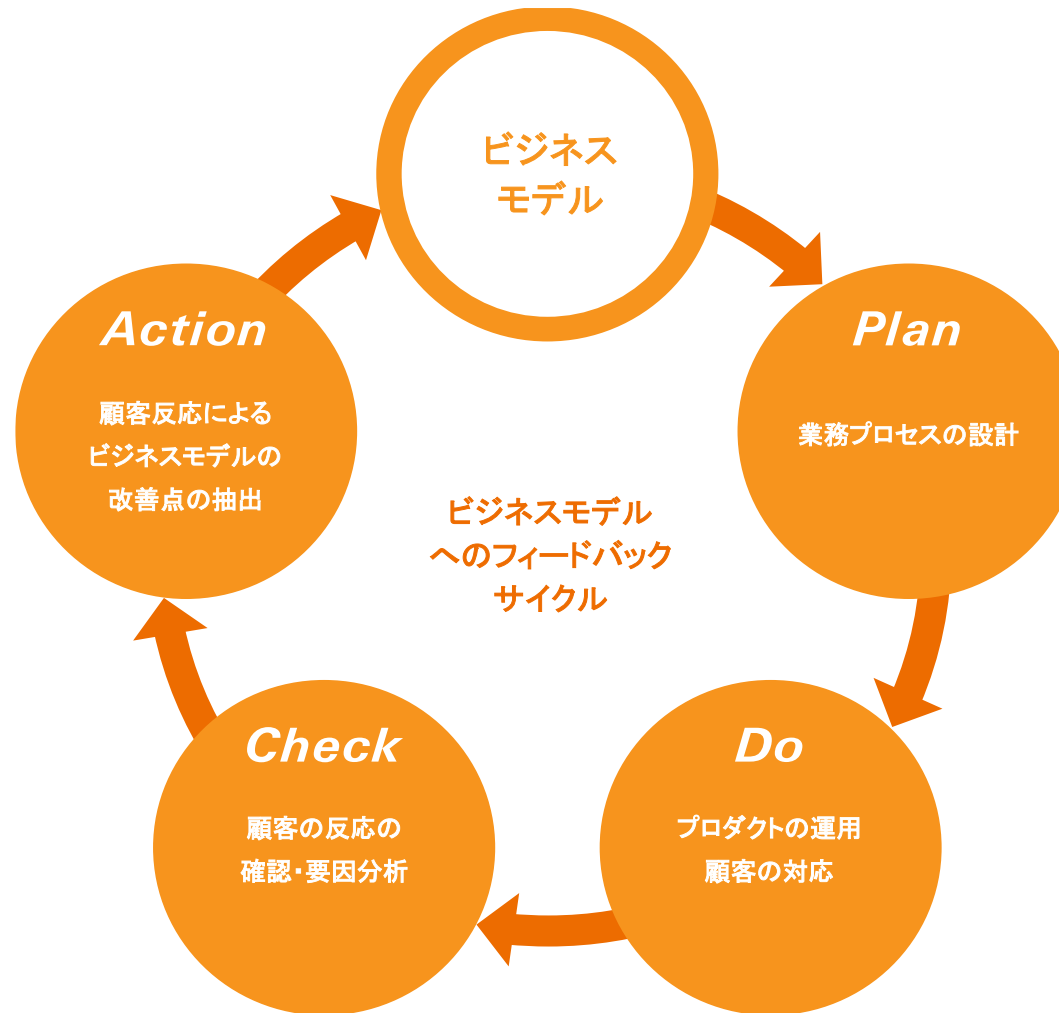 ビジネス
モデル
Plan
業務プロセスの設計
Do
プロダクトの運用
顧客の対応
Check
顧客の反応の
確認・要因分析
Action
顧客反応による
ビジネスモデルの
改善点の抽出
ビジネスモデル
へのフィードバック
サイクル